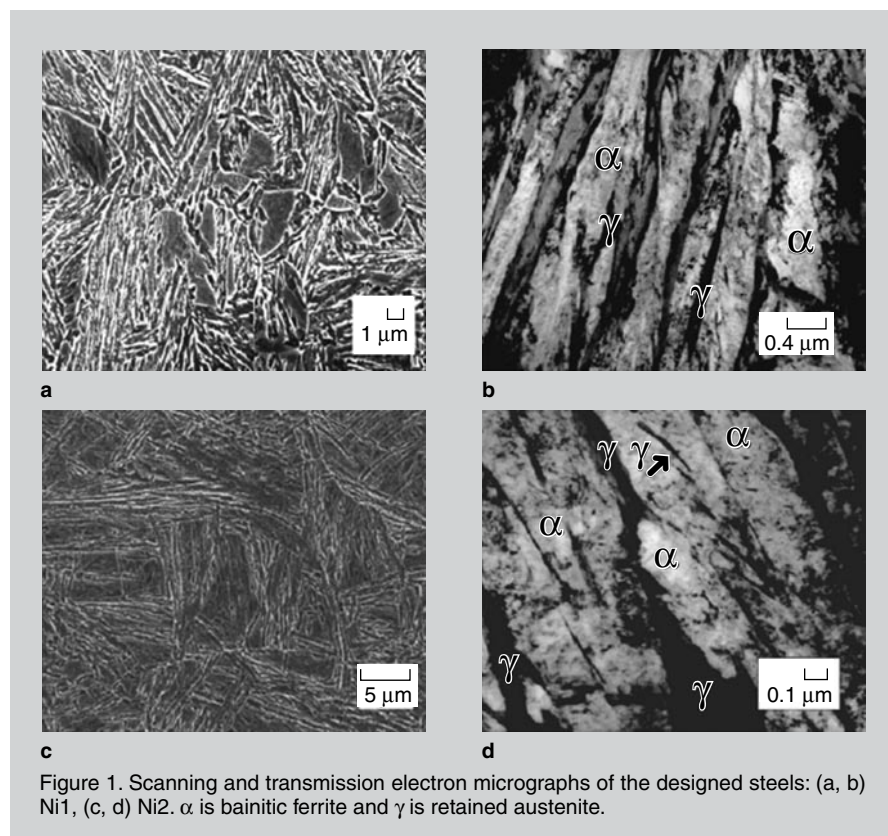 1 µm
a
α
γ
γ
α
0.4 µm
b
5 µm
c
γ γ α
α
α
γ
γ
0.1 µm
d
Figure 1. Scanning and transmission electron micrographs of the designed steels: (a, b)
Ni1, (c, d) Ni2. α is bainitic ferrite and γ is retained austenite.